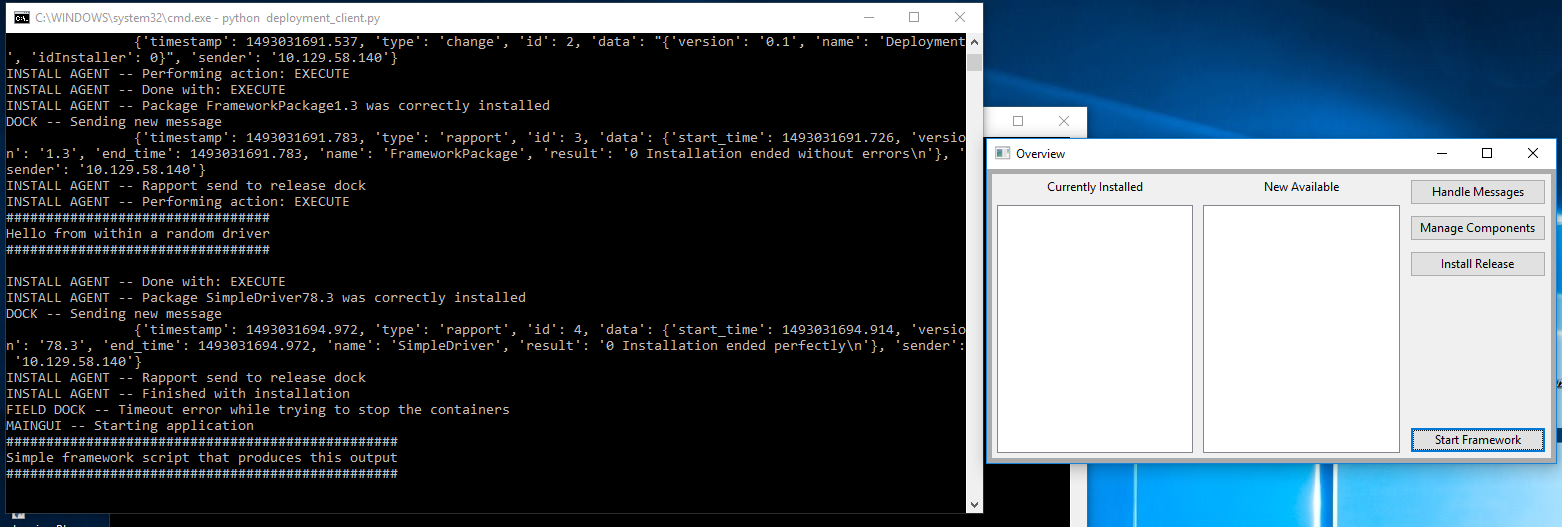 C:\WINDOWS\system32\cmd.exe - python  deployment_client.py
{'timestamp': 1493031691.537, 'type': 'change', 'id': 2, 'data': "{'version': '0.1', 'name': 'Deployment
', 'idInstaller': 0}", 'sender': '10.129.58.140'}
INSTALL AGENT -- Performing action: EXECUTE
INSTALL AGENT -- Done with: EXECUTE
INSTALL AGENT -- Package FrameworkPackage1.3 was correctly installed
DOCK -- Sending new message
{'timestamp': 1493031691.783, 'type': 'rapport', 'id': 3, 'data': {'start_time': 1493031691.726, 'versio
n': '1.3', 'end_time': 1493031691.783, 'name': 'FrameworkPackage', 'result': '0 Installation ended without errors\n'}, '
sender': '10.129.58.140'}
INSTALL AGENT -- Rapport send to release dock
INSTALL AGENT -- Performing action: EXECUTE
#################################
Hello from within a random driver
#################################
INSTALL AGENT -- Done with: EXECUTE
INSTALL AGENT -- Package SimpleDriver78.3 was correctly installed
DOCK -- Sending new message
{'timestamp': 1493031694.972, 'type': 'rapport', 'id': 4, 'data': {'start_time': 1493031694.914, 'versio
n': '78.3', 'end_time': 1493031694.972, 'name': 'SimpleDriver', 'result': '0 Installation ended perfectly\n'}, 'sender':
'10.129.58.140'}
INSTALL AGENT -- Rapport send to release dock
INSTALL AGENT -- Finished with installation
FIELD DOCK -- Timeout error while trying to stop the containers
MAINGUI -- Starting application
#################################################
Simple framework script that produces this output
#################################################
Overview
Currently Installed
New Available
Handle Messages
Manage Components
Install Release
Start Framework